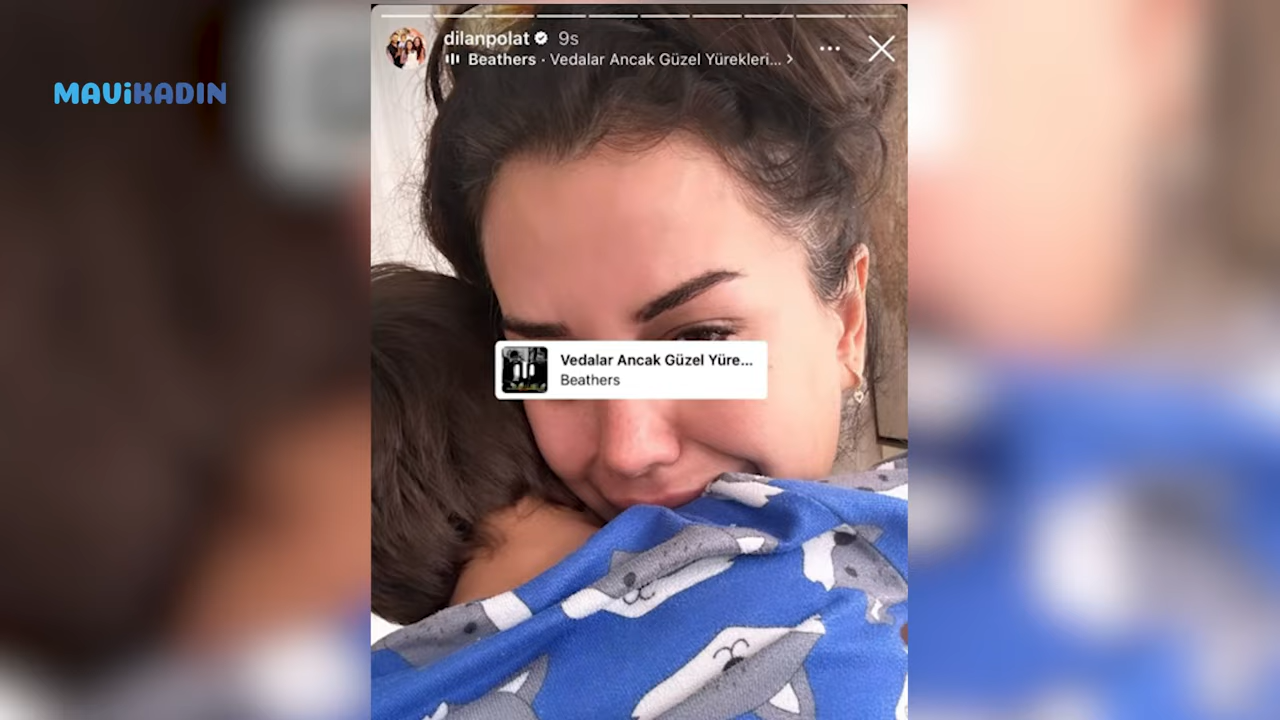 MAViKADIN
dilanpolat 9s
Beathers · Vedalar Ancak Güzel Yürekleri...
Vedalar Ancak Güzel Yüre...
Beathers